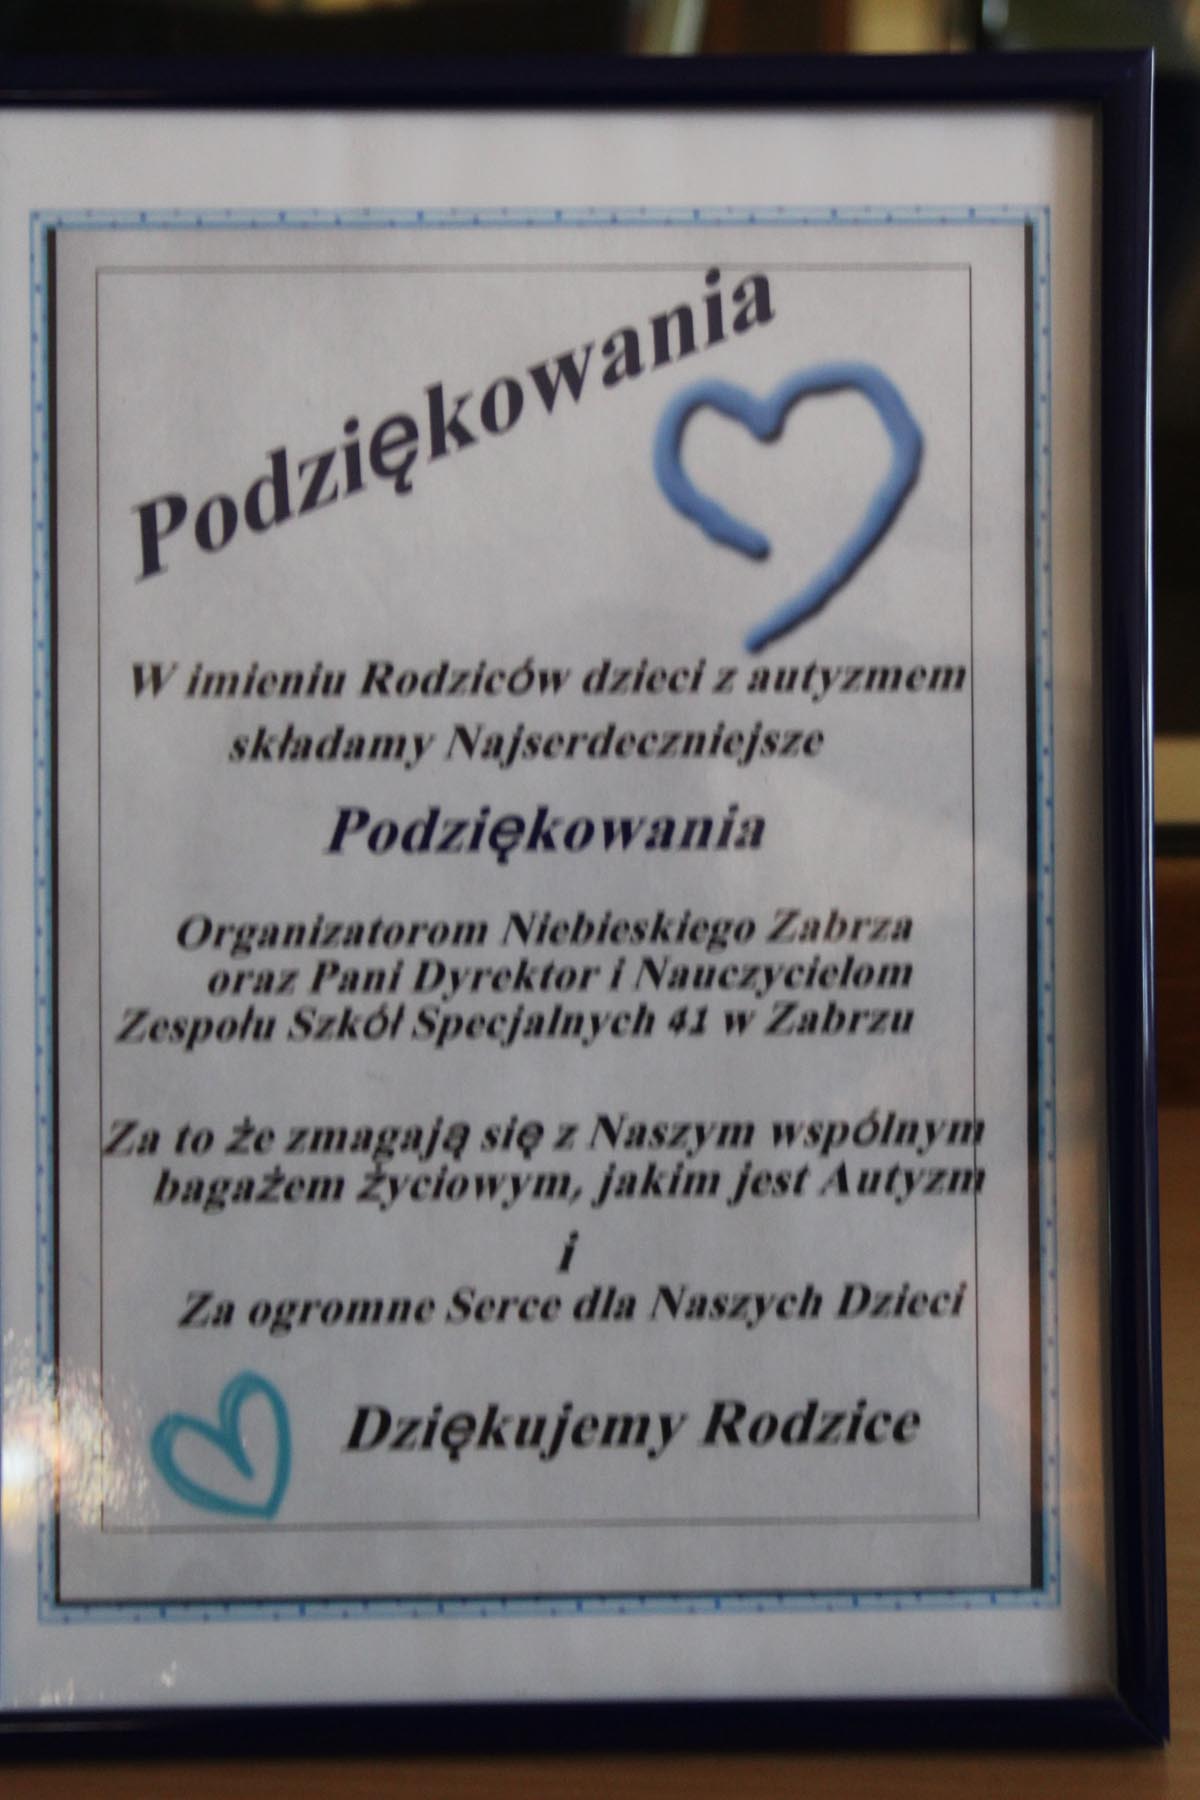 Podziękowania
W imieniu Rodziców dzieci z autyzmem
składamy Najserdeczniejsze
Podziękowania
Organizatorom Niebieskiego Zabrza
oraz Pani Dyrektor i Nauczycielom
Zespołu Szkół Specjalnych 41 w Zabrzu
Za to że zmagają się z Naszym wspólnym
bagażem życiowym, jakim jest Autyzm
i
Za ogromne Serce dla Naszych Dzieci
Dziękujemy Rodzice